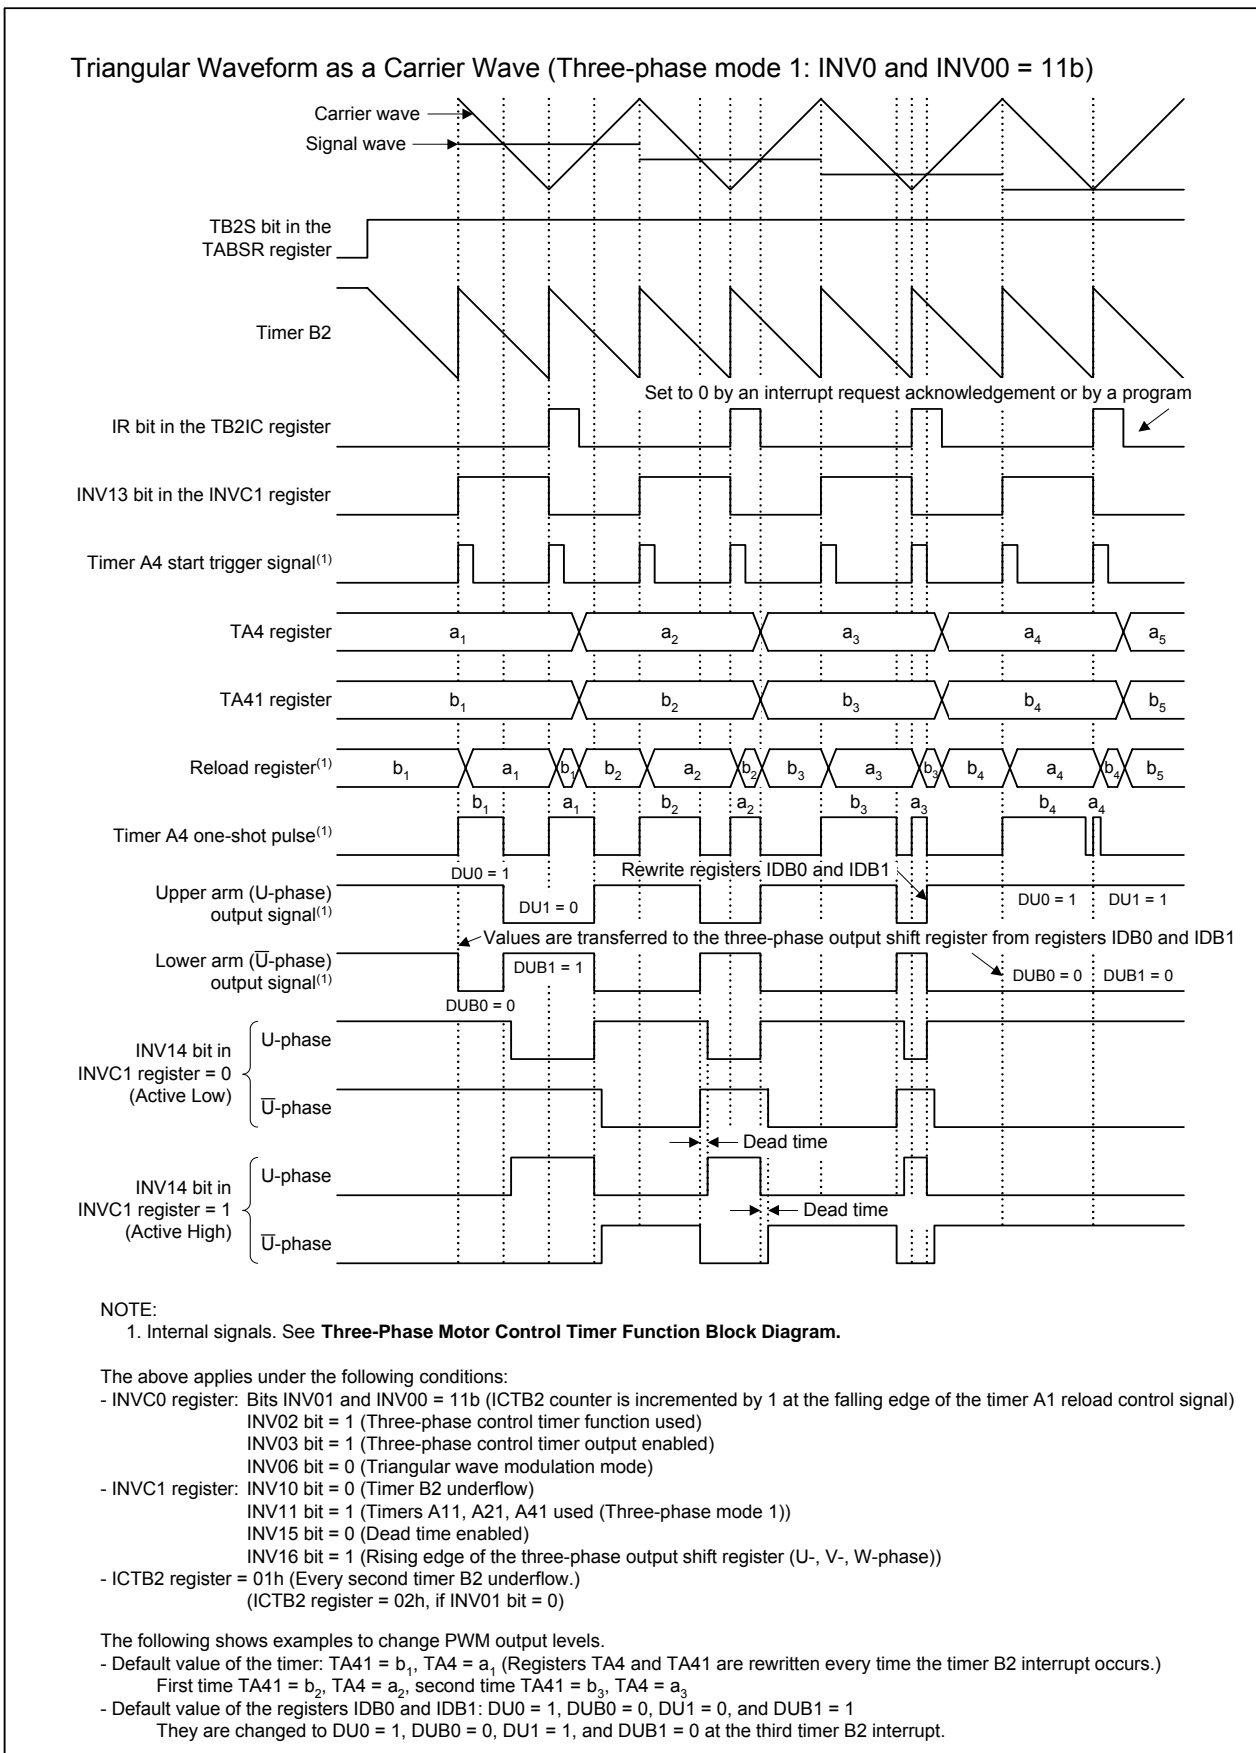 Triangular Waveform as a Carrier Wave (Three-phase mode 1: INV0 and INV00 = 11b)
Carrier wave
Signal wave
TB2S bit in the
TABSR register
Timer B2
Set to 0 by an interrupt request acknowledgement or by a program
IR bit in the TB2IC register
INV13 bit in the INVC1 register
Timer A4 start trigger signal(1)
TA4 register a1 a2 a3 a4 a5
TA41 register b1 b2 b3 b4 b5
Reload register(1) b1 a1 b1 b2 a2 b2 b3 a3 b3 b4 a4 b4 b5
b1 a1 b2 a2 b3 a3 b4 a4
Timer A4 one-shot pulse(1)
DU0 = 1 Rewrite registers IDB0 and IDB1
Upper arm (U-phase)
output signal(1)
DU1 = 0 DU0 = 1 DU1 = 1
Values are transferred to the three-phase output shift register from registers IDB0 and IDB1
Lower arm (U̅-phase)
output signal(1)
DUB1 = 1 DUB0 = 0 DUB1 = 0
DUB0 = 0
INV14 bit in
INVC1 register = 0
(Active Low)
U-phase
U̅-phase
Dead time
INV14 bit in
INVC1 register = 1
(Active High)
U-phase
Dead time
U̅-phase
NOTE:
1. Internal signals. See Three-Phase Motor Control Timer Function Block Diagram.
The above applies under the following conditions:
- INVC0 register: Bits INV01 and INV00 = 11b (ICTB2 counter is incremented by 1 at the falling edge of the timer A1 reload control signal)
INV02 bit = 1 (Three-phase control timer function used)
INV03 bit = 1 (Three-phase control timer output enabled)
INV06 bit = 0 (Triangular wave modulation mode)
- INVC1 register: INV10 bit = 0 (Timer B2 underflow)
INV11 bit = 1 (Timers A11, A21, A41 used (Three-phase mode 1))
INV15 bit = 0 (Dead time enabled)
INV16 bit = 1 (Rising edge of the three-phase output shift register (U-, V-, W-phase))
- ICTB2 register = 01h (Every second timer B2 underflow.)
(ICTB2 register = 02h, if INV01 bit = 0)
The following shows examples to change PWM output levels.
- Default value of the timer: TA41 = b1, TA4 = a1 (Registers TA4 and TA41 are rewritten every time the timer B2 interrupt occurs.)
First time TA41 = b2, TA4 = a2, second time TA41 = b3, TA4 = a3
- Default value of the registers IDB0 and IDB1: DU0 = 1, DUB0 = 0, DU1 = 0, and DUB1 = 1
They are changed to DU0 = 1, DUB0 = 0, DU1 = 1, and DUB1 = 0 at the third timer B2 interrupt.